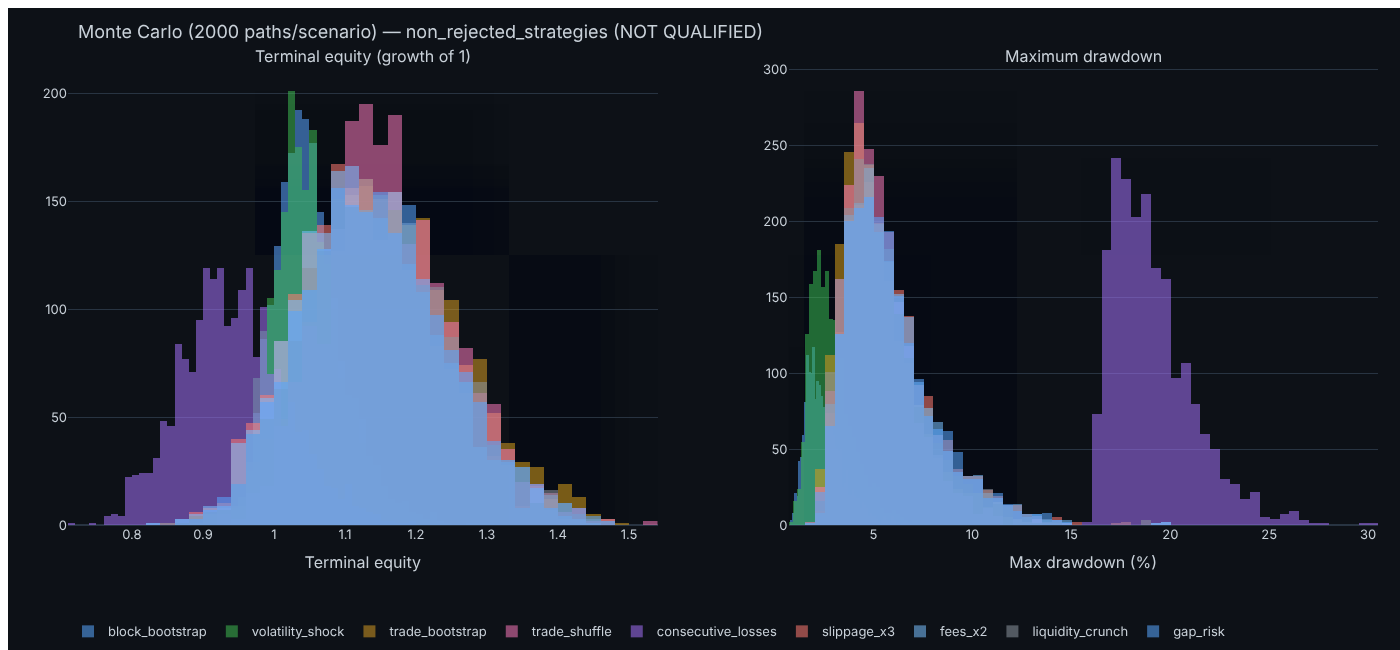 Monte Carlo (2000 paths/scenario) — non_rejected_strategies (NOT QUALIFIED)
Terminal equity (growth of 1)
Maximum drawdown
200
150
100
50
0
0.8 0.9 1 1.1 1.2 1.3 1.4 1.5
Terminal equity
300
250
200
150
100
50
0
5 10 15 20 25 30
Max drawdown (%)
block_bootstrap volatility_shock trade_bootstrap trade_shuffle consecutive_losses slippage_x3 fees_x2 liquidity_crunch gap_risk